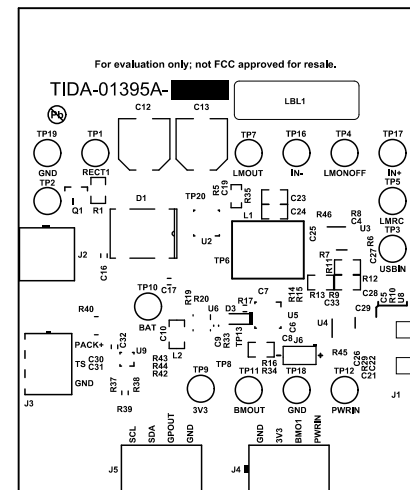 For evaluation only; not FCC approved for resale.
TIDA-01395A-
LBL1
C12 C13
Pb
TP19 TP1 TP7 TP16 TP4 TP17
GND RECT1 LMOUT IN- LMONOFF IN+
TP2 Q1 R1 D1 TP20 R5 C19 R35 C23 L1 C24 TP5
LMRC
R46 R8 C4 U3 TP3
USBIN
J2 C16 U2 TP6 C25 R7 C27 R6 R11 R12
C17 R14 R15 R13 R9 C33 C28 C5 R10 U8
TP10
BAT
R40 R19 R20 U6 D3 R17 C7 U5 C6 U4 C29
PACK+ C32 C10 C9 R33 TP13 C8 J6
TS C30 C31 U9 L2 R16 R34 + R45
GND R43 R44 R42 TP8 C26 R20 C22 C21
J3 R37 R38 R39 TP9 TP11 TP18 TP12 J1
3V3 BMOUT GND PWRIN
SCL SDA GPOUT GND GND 3V3 BMO1 PWRIN
J5 J4